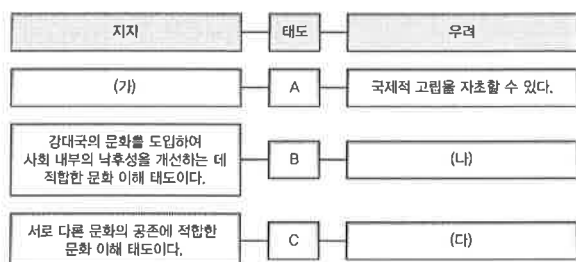 지지 태도 우려
(가) A 국제적 고립을 자초할 수 있다.
강대국의 문화를 도입하여
사회 내부의 낙후성을 개선하는 데
적합한 문화 이해 태도이다.
B (나)
서로 다른 문화의 공존에 적합한
문화 이해 태도이다.
C (다)